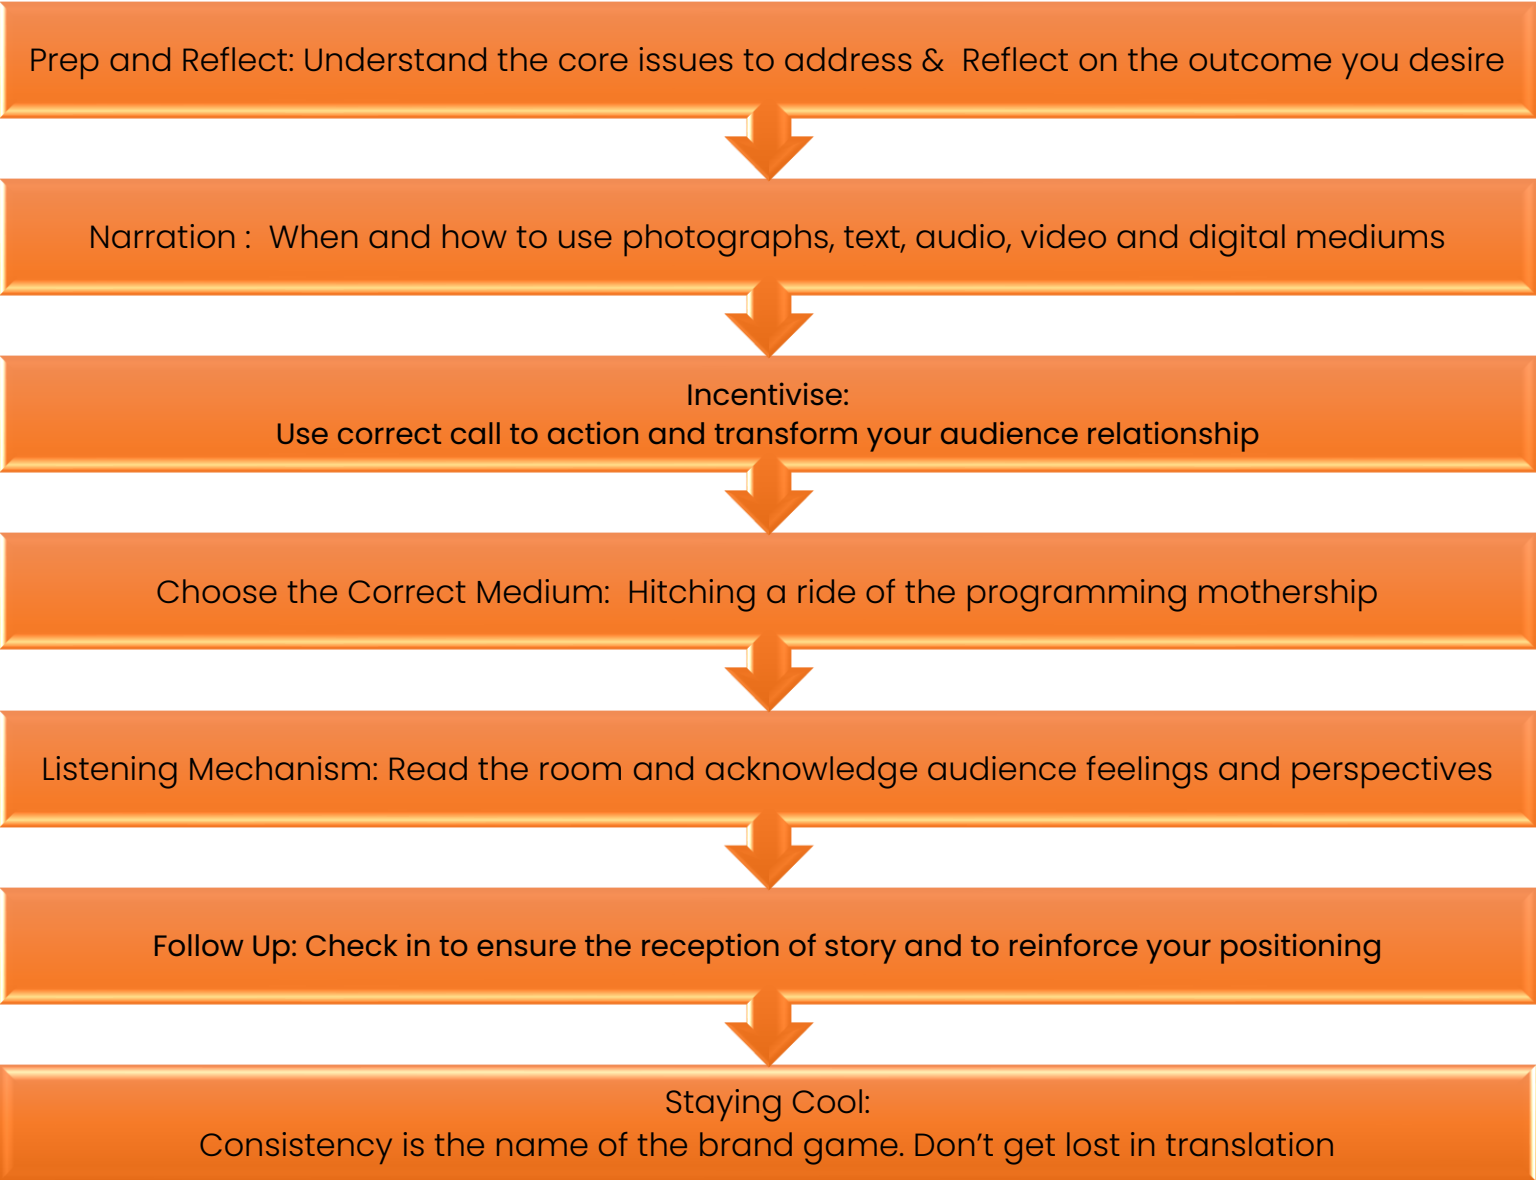 Prep and Reflect: Understand the core issues to address &  Reflect on the outcome you desire
Narration :  When and how to use photographs, text, audio, video and digital mediums
Incentivise:
Use correct call to action and transform your audience relationship
Choose the Correct Medium:  Hitching a ride of the programming mothership
Listening Mechanism: Read the room and acknowledge audience feelings and perspectives
Follow Up: Check in to ensure the reception of story and to reinforce your positioning
Staying Cool:
Consistency is the name of the brand game. Don’t get lost in translation